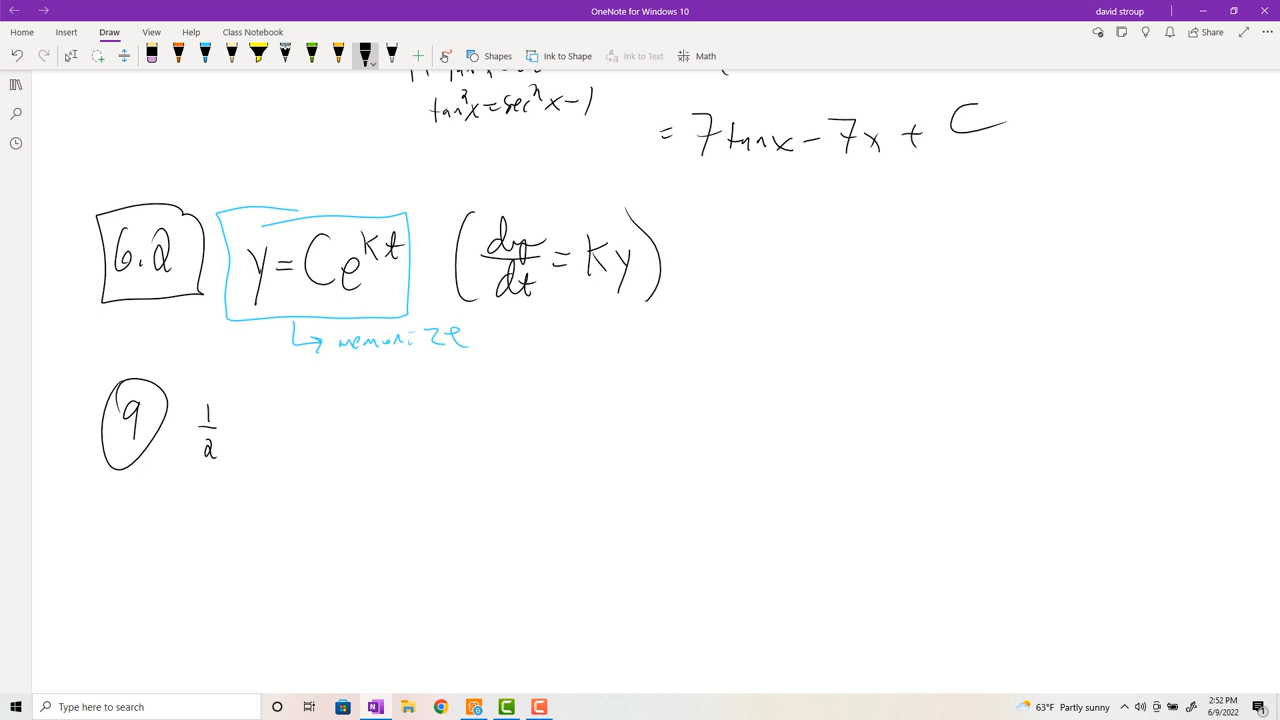 OneNote for Windows 10
david stroup
Home Insert Draw View Help Class Notebook
Shapes Ink to Shape Ink to Text Math Share
tan²x=sec²x-1
= 7tanx - 7x + C
6.2 y=Ce^kt (dy/dt = Ky)
↳ memorize
9 1/2
Type here to search
63°F Partly sunny
2:52 PM
6/9/2022